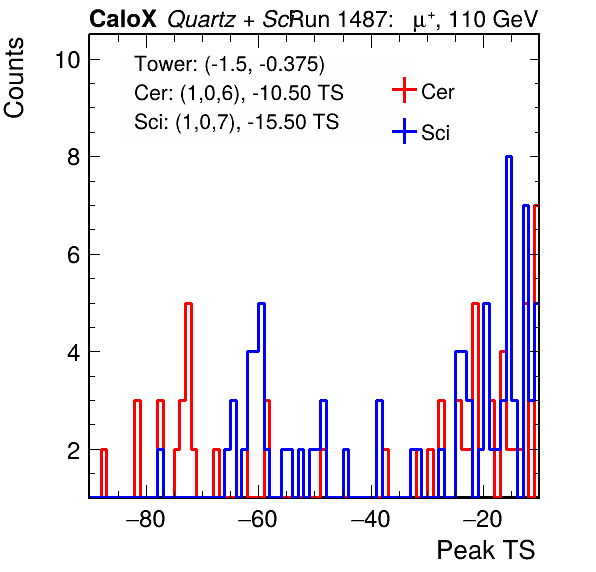 CaloX Quartz + Sci Run 1487: μ⁺, 110 GeV
Counts
Tower: (-1.5, -0.375)
Cer: (1,0,6), -10.50 TS
Sci: (1,0,7), -15.50 TS
Cer
Sci
10
8
6
4
2
−80 −60 −40 −20
Peak TS